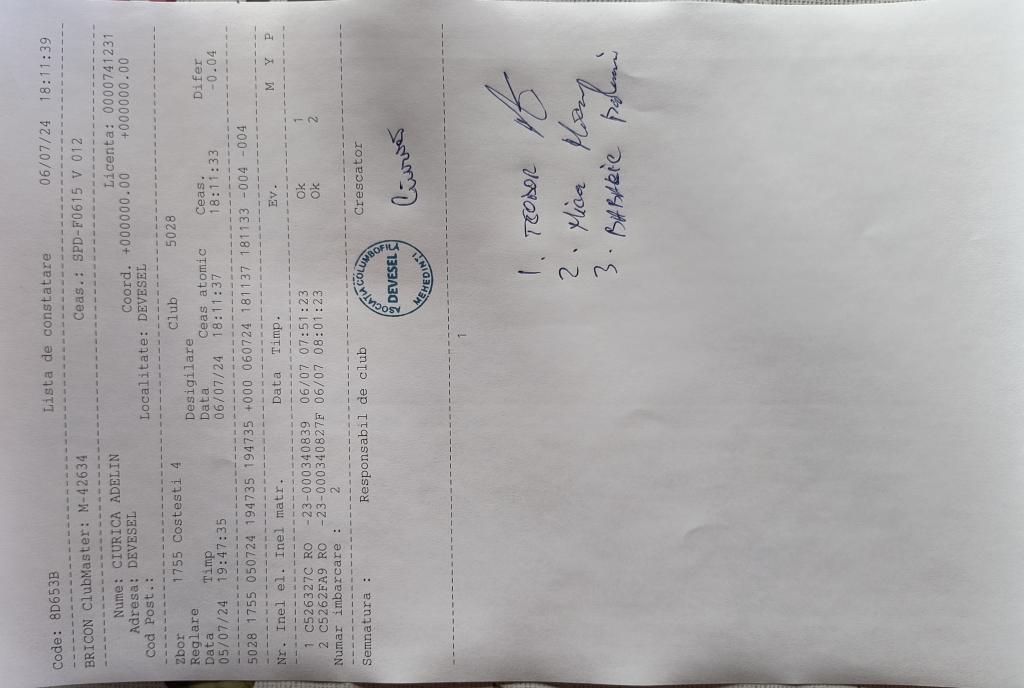 Code: 8D653B Lista de constatare 06/07/24 18:11:39
BRICON ClubMaster: M-42634 Ceas.: SPD-F0615 V 012
Nume: CIURICA ADELIN Licenta: 0000741231
Adresa: DEVESEL Coord. +000000.00 +000000.00
Cod Post.: Localitate: DEVESEL
Zbor 1755 Costesti 4 Club 5028
Reglare Desigilare
Data Timp Data Ceas atomic Ceas. Difer
05/07/24 19:47:35 06/07/24 18:11:37 18:11:33 -0.04
5028 1755 050724 194735 194735 +000 060724 181137 181133 -004 -004
Nr. Inel el. Inel matr. Data Timp. Ev. M Y P
1 C526327C RO -23-000340839 06/07 07:51:23 Ok 1
2 C5262FA9 RO -23-000340827F 06/07 08:01:23 Ok 2
Numar imbarcare : 2
Semnatura : Responsabil de club Crescator
ASOCIATIA COLUMBOFILA
DEVESEL
MEHEDINTI
1
1. TEODOR
2. Mica
3. BABARIE